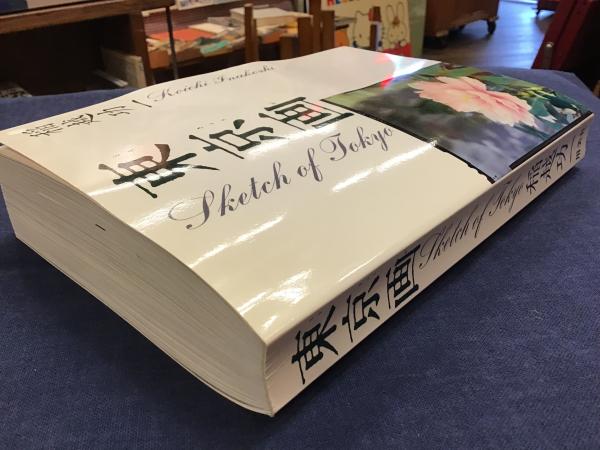 稲越功一 Koichi Inakoshi
東京画
Sketch of Tokyo
東京画 Sketch of Tokyo 稲越功一